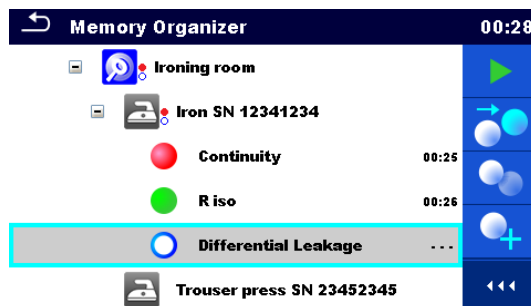 Memory Organizer 00:28
Ironing room
Iron SN 12341234
Continuity 00:25
R iso 00:26
Differential Leakage ---
Trouser press SN 23452345